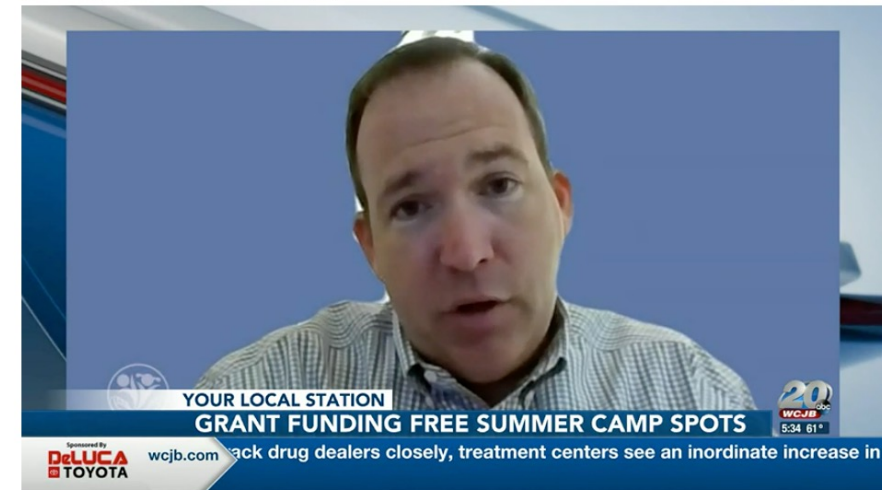 YOUR LOCAL STATION
GRANT FUNDING FREE SUMMER CAMP SPOTS
20
abc
WCJB
5:34 61°
Sponsored By
DELUCA
TOYOTA
wcjb.com
ack drug dealers closely, treatment centers see an inordinate increase in